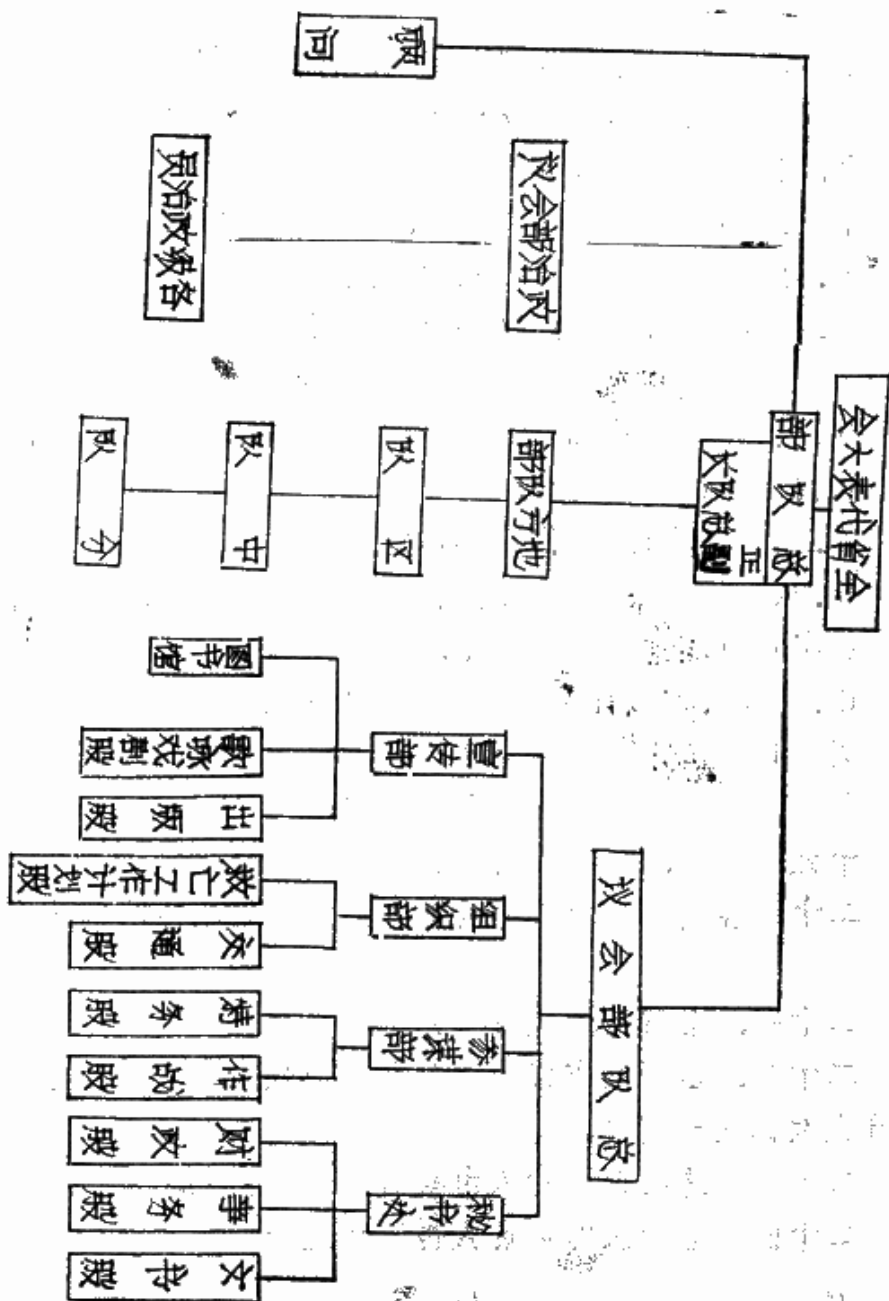 全省代表大会
总队部
正副总队长
顾问
政治部会议
各级政治员
地方队部
区队
中队
分队
总队部会议
秘书处
参谋部
组织部
宣传部
文书股
事务股
财政股
作战股
特务股
交通股
救亡工作计划股
出版股
歌咏戏剧股
图书馆